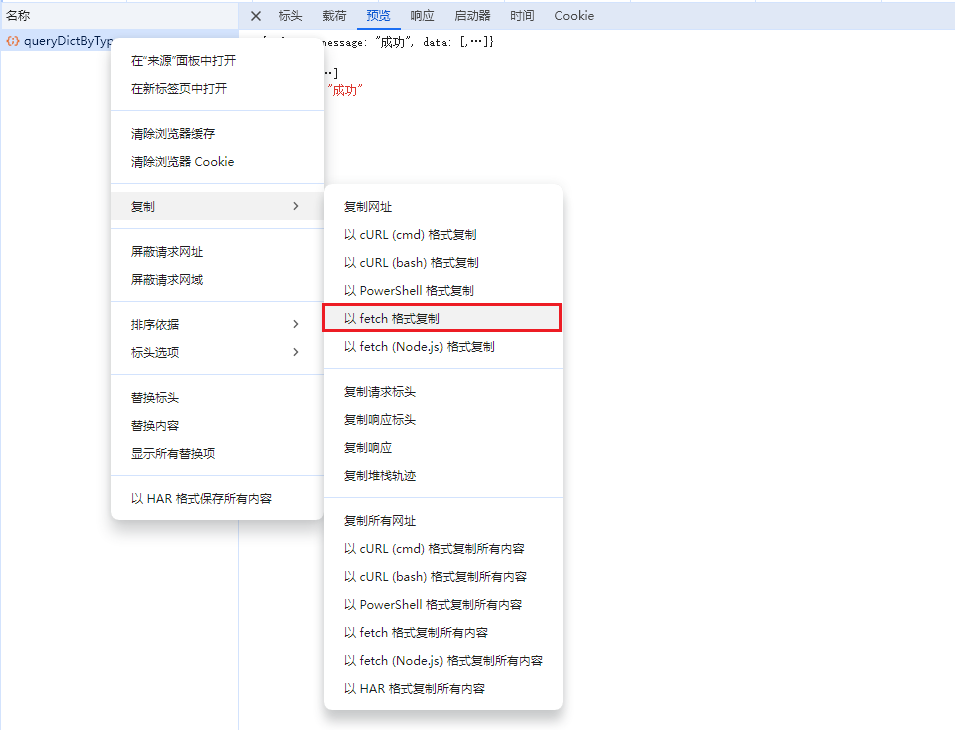 名称
标头 载荷 预览 响应 启动器 时间 Cookie
queryDictByTyp
message: "成功", data: [,…]}
…]
"成功"
在"来源"面板中打开
在新标签页中打开
清除浏览器缓存
清除浏览器 Cookie
复制
屏蔽请求网址
屏蔽请求网域
排序依据
标头选项
替换标头
替换内容
显示所有替换项
以 HAR 格式保存所有内容
复制网址
以 cURL (cmd) 格式复制
以 cURL (bash) 格式复制
以 PowerShell 格式复制
以 fetch 格式复制
以 fetch (Node.js) 格式复制
复制请求标头
复制响应标头
复制响应
复制堆栈轨迹
复制所有网址
以 cURL (cmd) 格式复制所有内容
以 cURL (bash) 格式复制所有内容
以 PowerShell 格式复制所有内容
以 fetch 格式复制所有内容
以 fetch (Node.js) 格式复制所有内容
以 HAR 格式复制所有内容